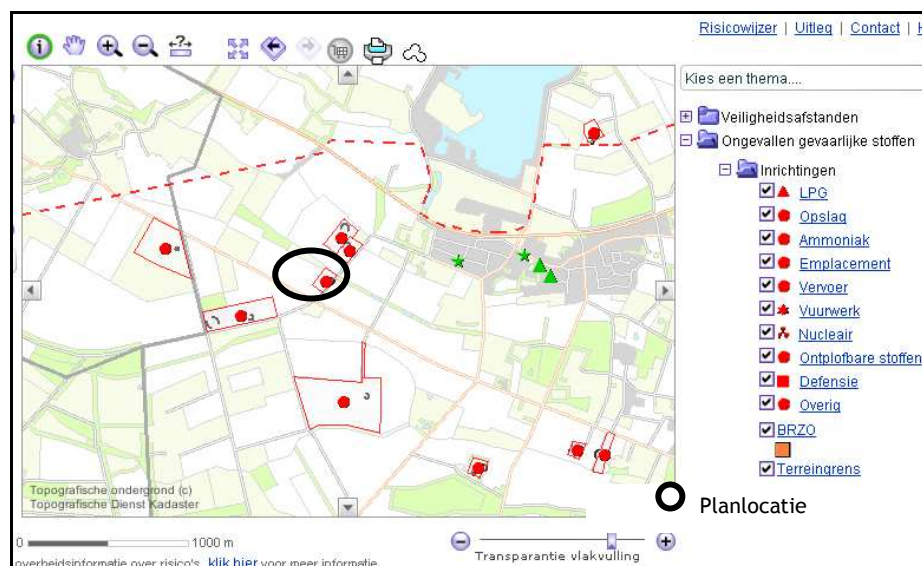 Risicowijzer | Uitleg | Contact | H
Kies een thema....
Veiligheidsafstanden
Ongevallen gevaarlijke stoffen
Inrichtingen
LPG
Opslag
Ammoniak
Emplacement
Vervoer
Vuurwerk
Nucleair
Ontplofbare stoffen
Defensie
Overig
BRZO
Terreingrens
Topografische ondergrond (c)
Topografische Dienst Kadaster
Planlocatie
0 1000 m
Transparantie vlakvulling
overheidsinformatie over risico's. klik hier voor meer informatie